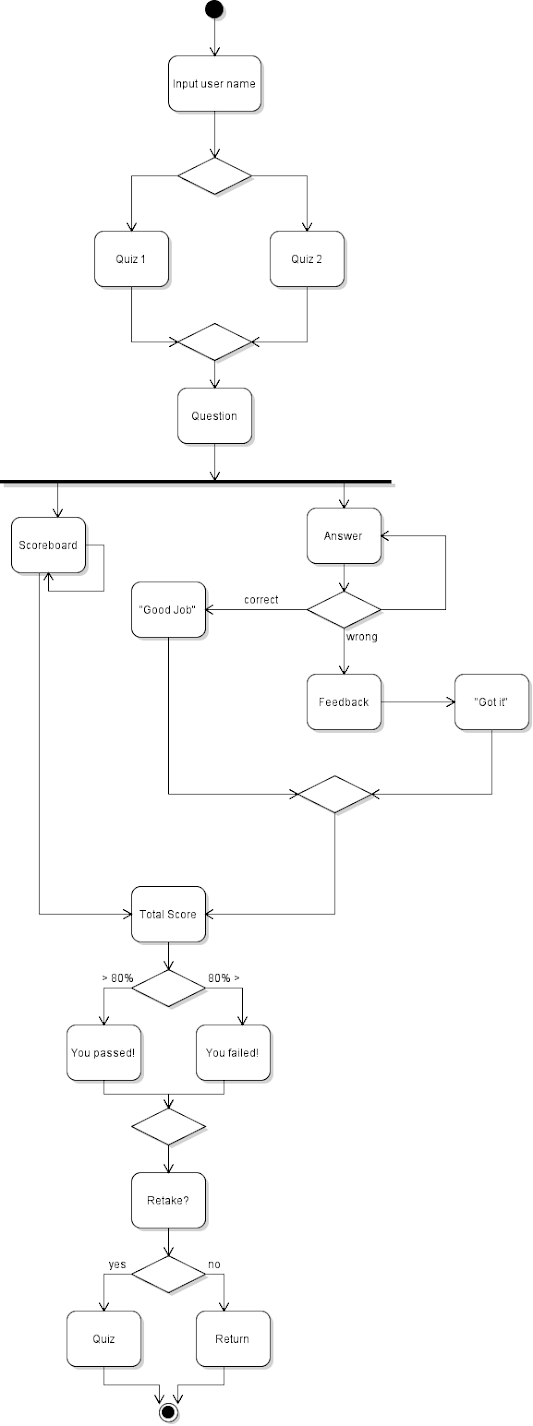 Input user name
Quiz 1
Quiz 2
Question
Scoreboard
Answer
"Good Job"
correct
wrong
Feedback
"Got it"
Total Score
> 80%
80% >
You passed!
You failed!
Retake?
yes
no
Quiz
Return